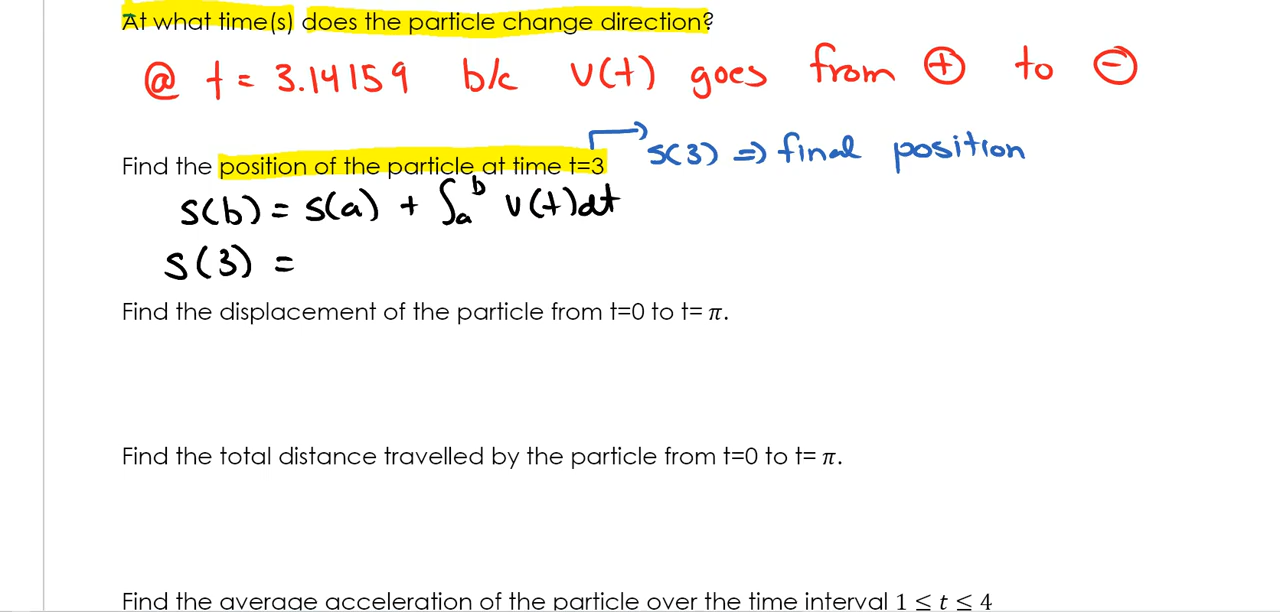 At what time(s) does the particle change direction?
@ t = 3.14159 b/c v(t) goes from ⊕ to ⊖
Find the position of the particle at time t=3 s(3) ⇒ final position
s(b) = s(a) + ∫ₐᵇ v(t)dt
s(3) =
Find the displacement of the particle from t=0 to t= π.
Find the total distance travelled by the particle from t=0 to t= π.
Find the average acceleration of the particle over the time interval 1 ≤ t ≤ 4